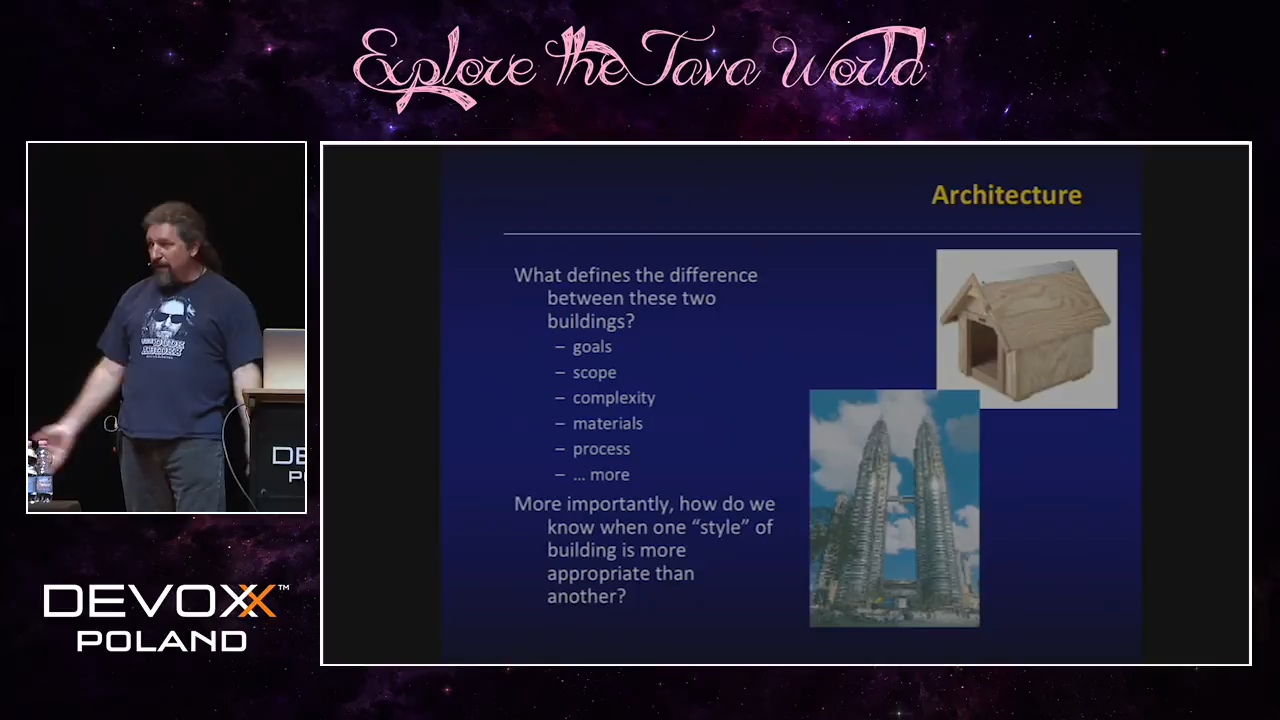 Explore the Java World
Architecture
What defines the difference
between these two
buildings?
– goals
– scope
– complexity
– materials
– process
– ... more
More importantly, how do we
know when one “style” of
building is more
appropriate than
another?
DE
P
DEVOXX™
POLAND